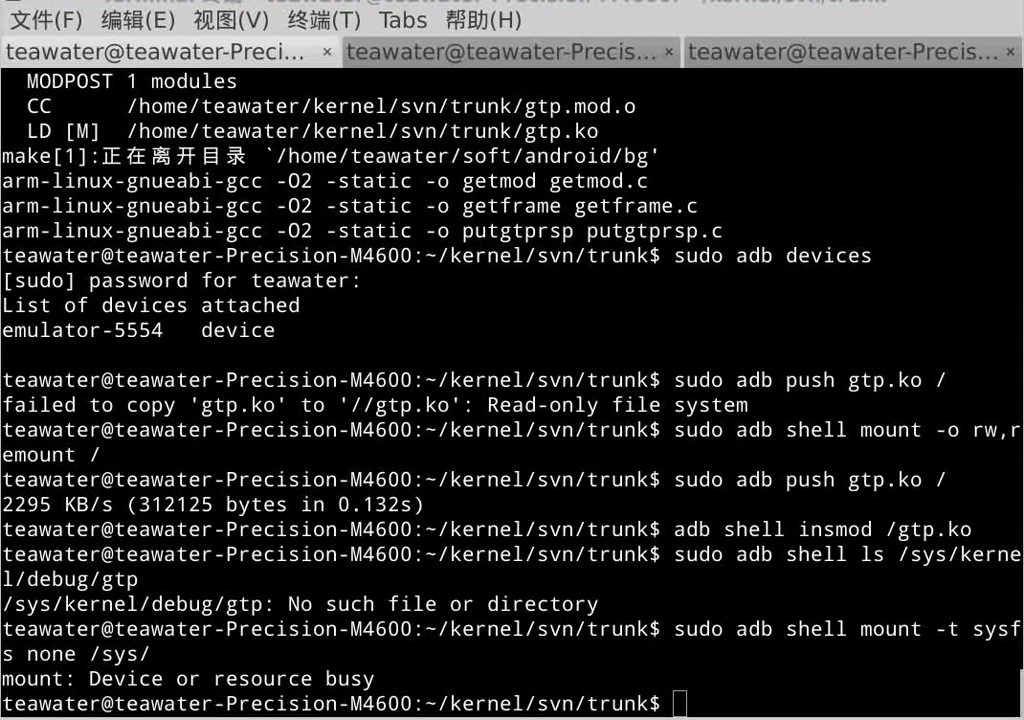 文件(F) 编辑(E) 视图(V) 终端(T) Tabs 帮助(H)
teawater@teawater-Preci... × teawater@teawater-Precis... × teawater@teawater-Precis... ×
MODPOST 1 modules
CC /home/teawater/kernel/svn/trunk/gtp.mod.o
LD [M] /home/teawater/kernel/svn/trunk/gtp.ko
make[1]:正在离开目录 `/home/teawater/soft/android/bg'
arm-linux-gnueabi-gcc -O2 -static -o getmod getmod.c
arm-linux-gnueabi-gcc -O2 -static -o getframe getframe.c
arm-linux-gnueabi-gcc -O2 -static -o putgtprsp putgtprsp.c
teawater@teawater-Precision-M4600:~/kernel/svn/trunk$ sudo adb devices
[sudo] password for teawater:
List of devices attached
emulator-5554 device
teawater@teawater-Precision-M4600:~/kernel/svn/trunk$ sudo adb push gtp.ko /
failed to copy 'gtp.ko' to '//gtp.ko': Read-only file system
teawater@teawater-Precision-M4600:~/kernel/svn/trunk$ sudo adb shell mount -o rw,r
emount /
teawater@teawater-Precision-M4600:~/kernel/svn/trunk$ sudo adb push gtp.ko /
2295 KB/s (312125 bytes in 0.132s)
teawater@teawater-Precision-M4600:~/kernel/svn/trunk$ adb shell insmod /gtp.ko
teawater@teawater-Precision-M4600:~/kernel/svn/trunk$ sudo adb shell ls /sys/kerne
l/debug/gtp
/sys/kernel/debug/gtp: No such file or directory
teawater@teawater-Precision-M4600:~/kernel/svn/trunk$ sudo adb shell mount -t sysf
s none /sys/
mount: Device or resource busy
teawater@teawater-Precision-M4600:~/kernel/svn/trunk$